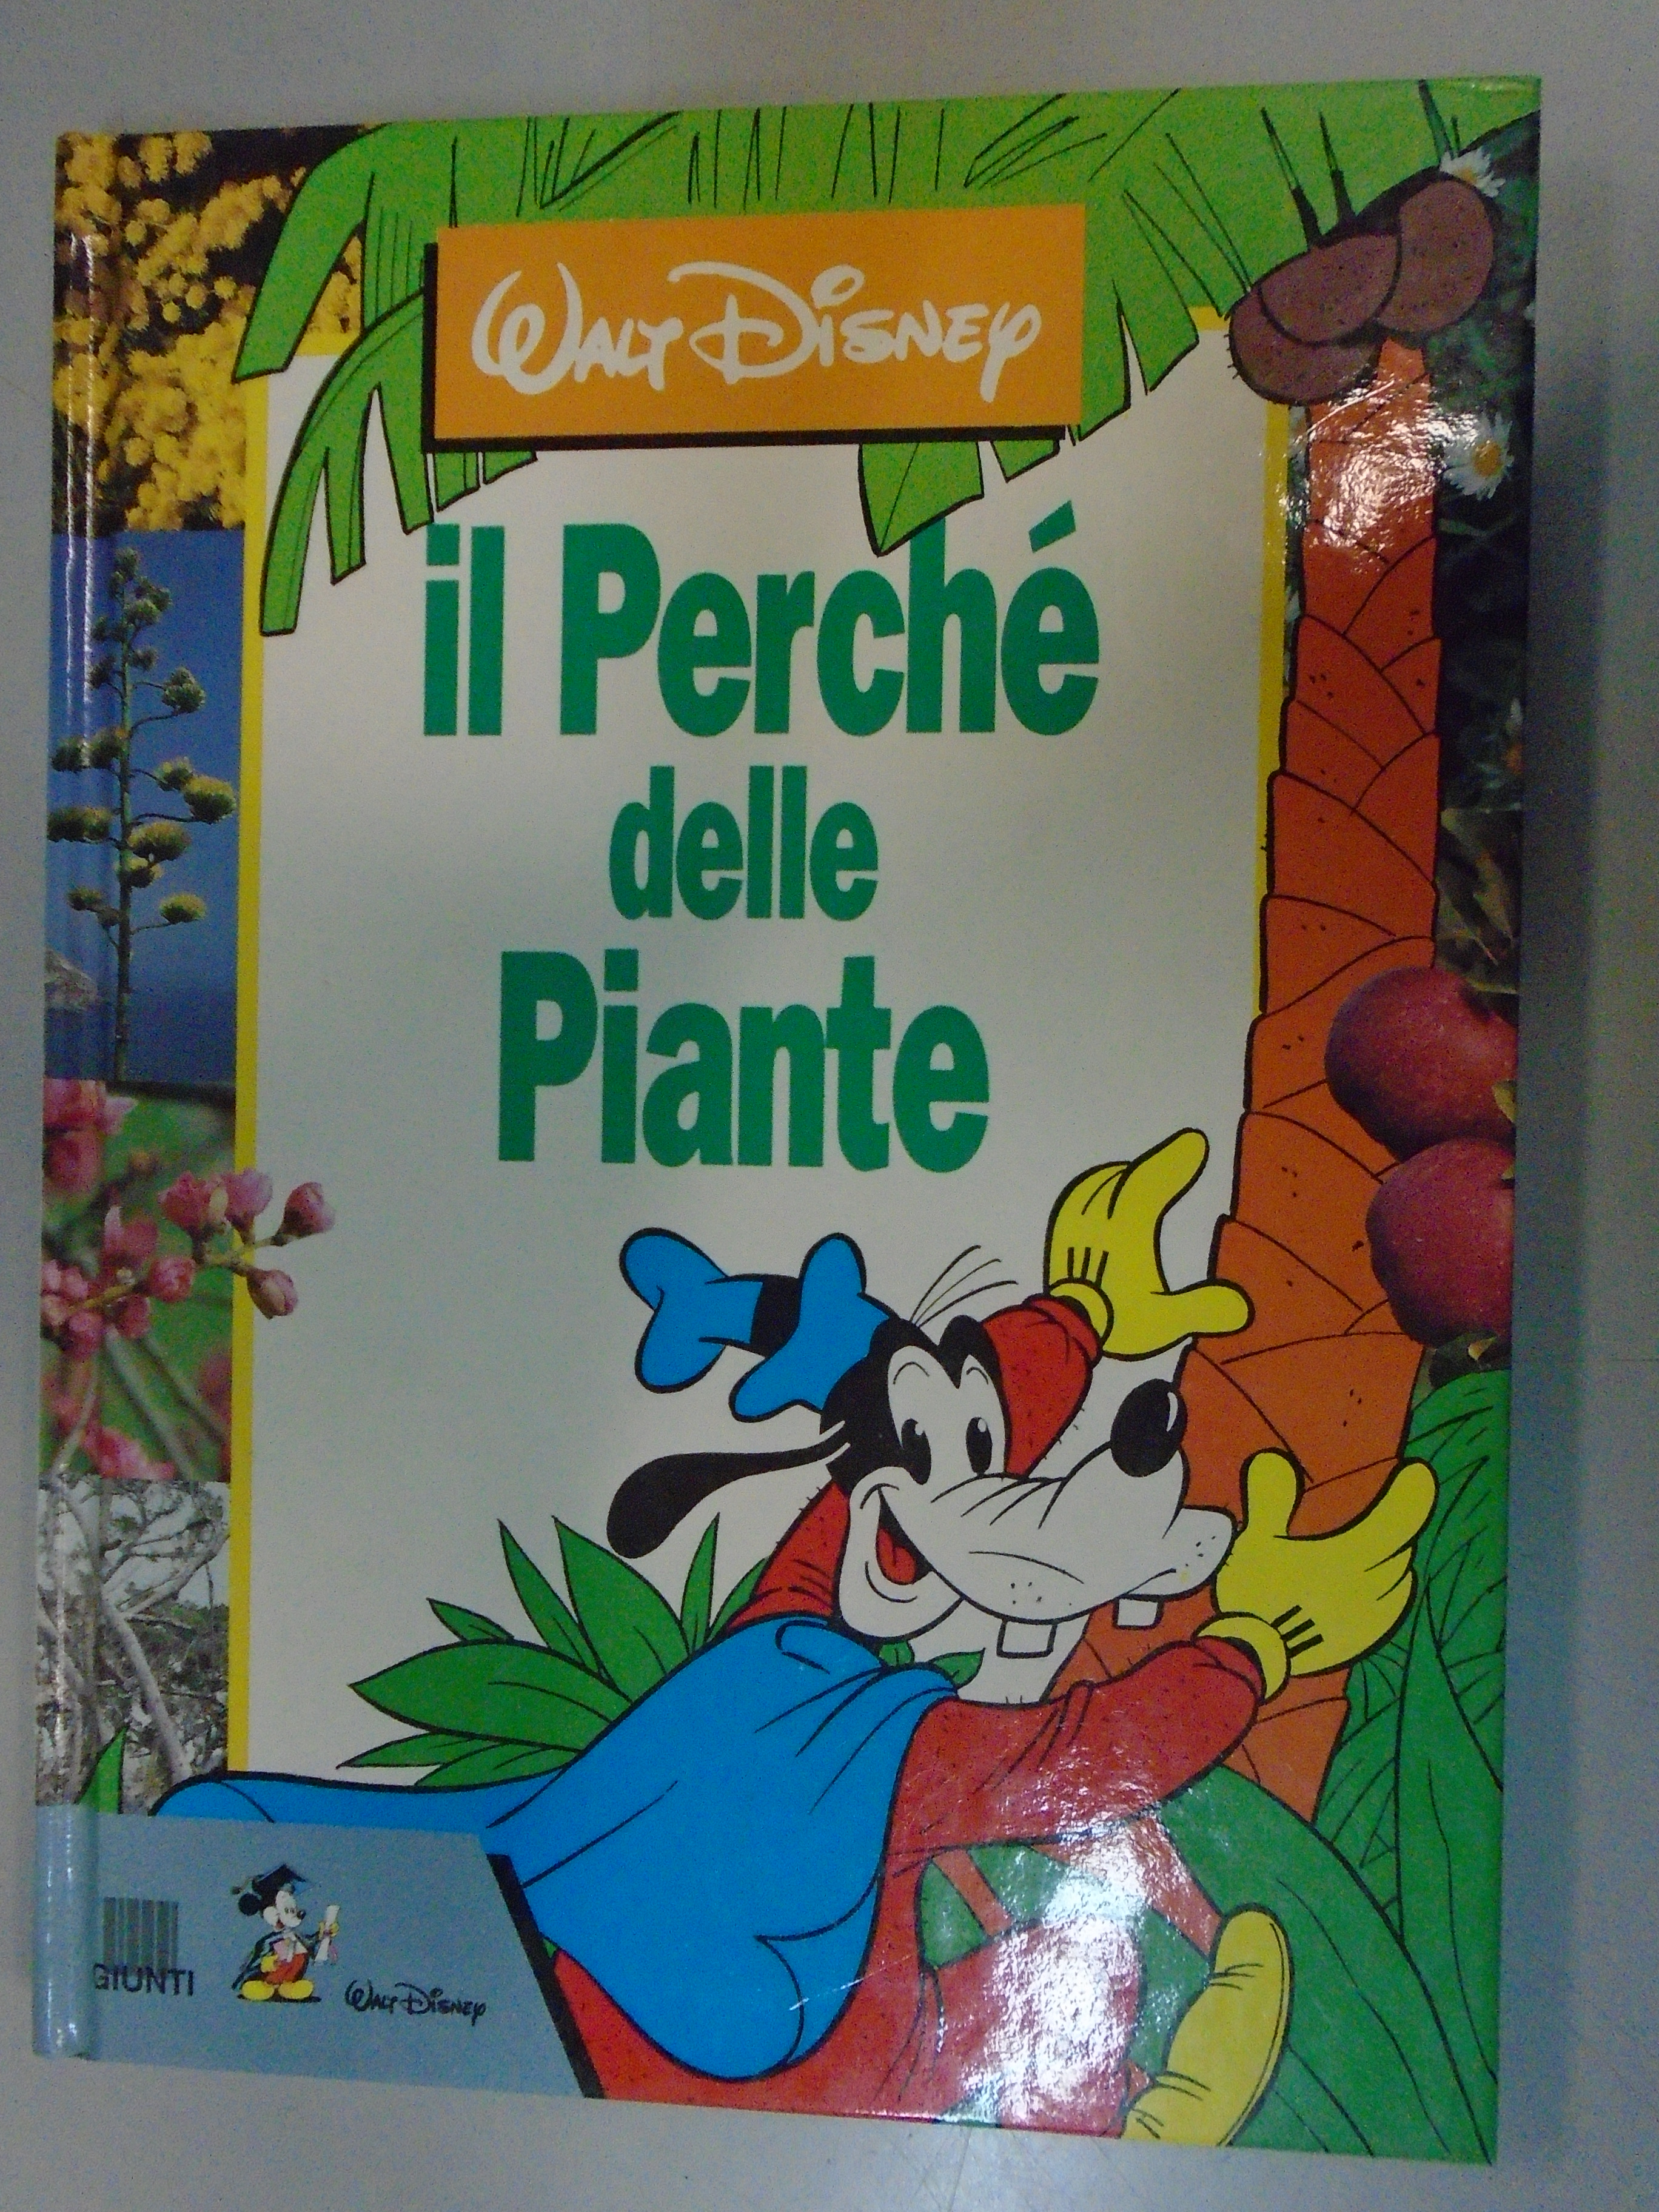 WALT DISNEY
il Perché
delle
Piante
GIUNTI
WALT DISNEY